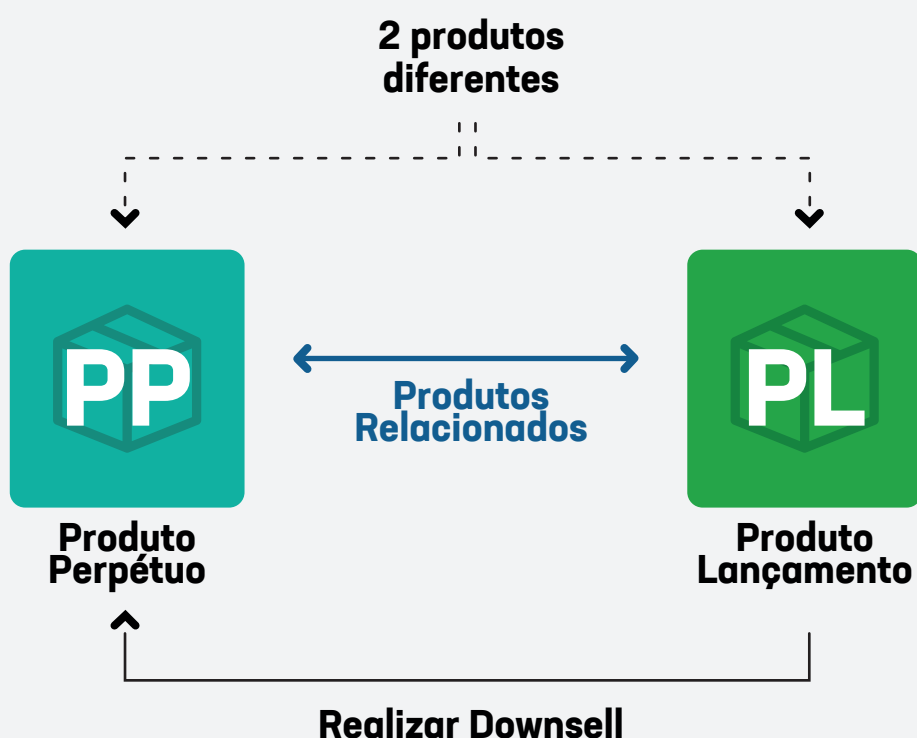 2 produtos
diferentes
PP
PL
Produtos
Relacionados
Produto
Perpétuo
Produto
Lançamento
Realizar Downsell